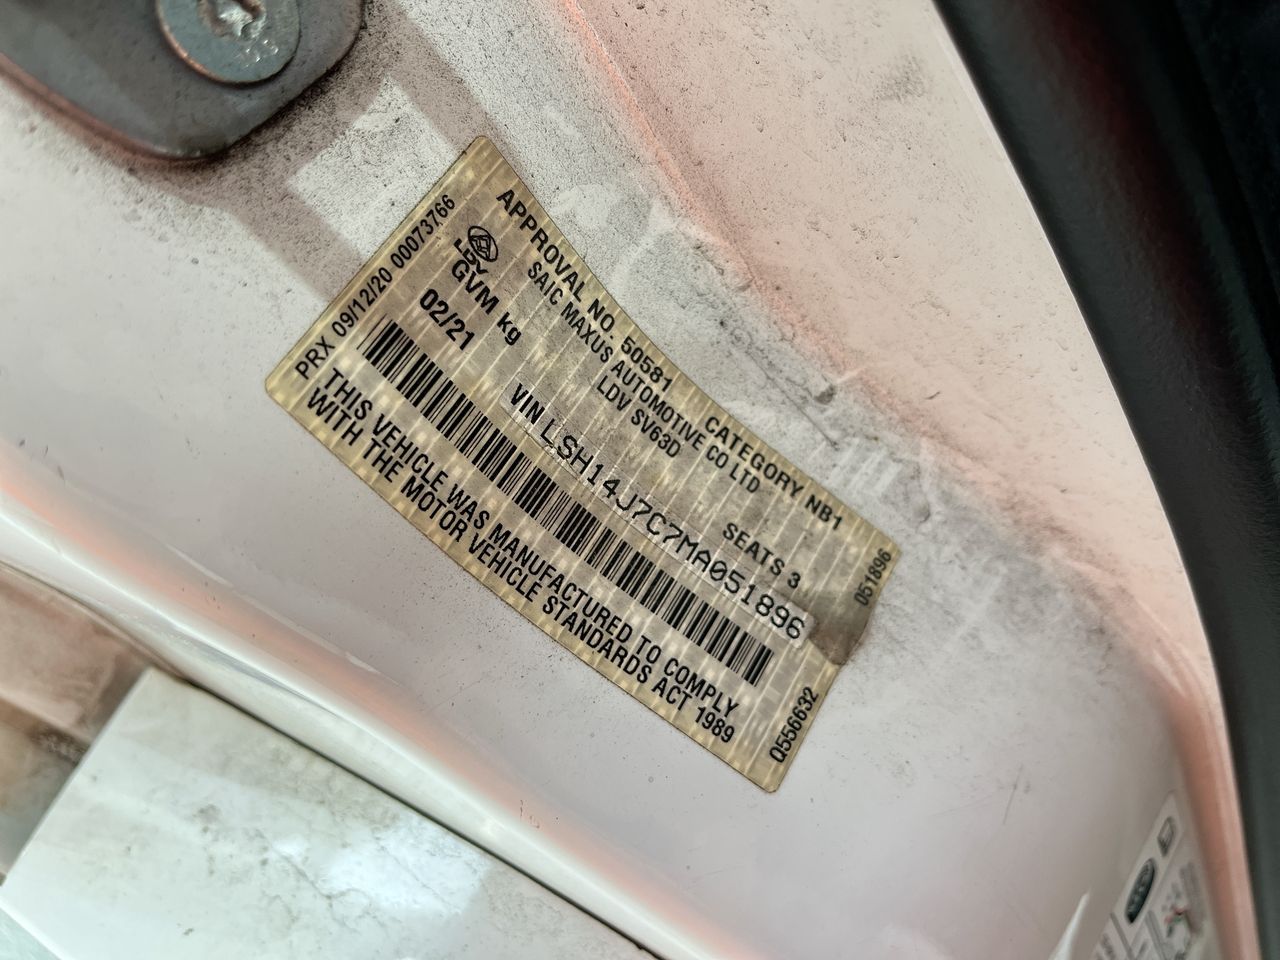 PRX 09/12/20 00073766
APPROVAL NO. 50581 CATEGORY NB1
SAIC MAXUS AUTOMOTIVE CO LTD
LDV
LDV SV63D
GVM kg
SEATS 3
02/21
VIN LSH14J7C7MA051896
THIS VEHICLE WAS MANUFACTURED TO COMPLY
WITH THE MOTOR VEHICLE STANDARDS ACT 1989
051896
Q556632